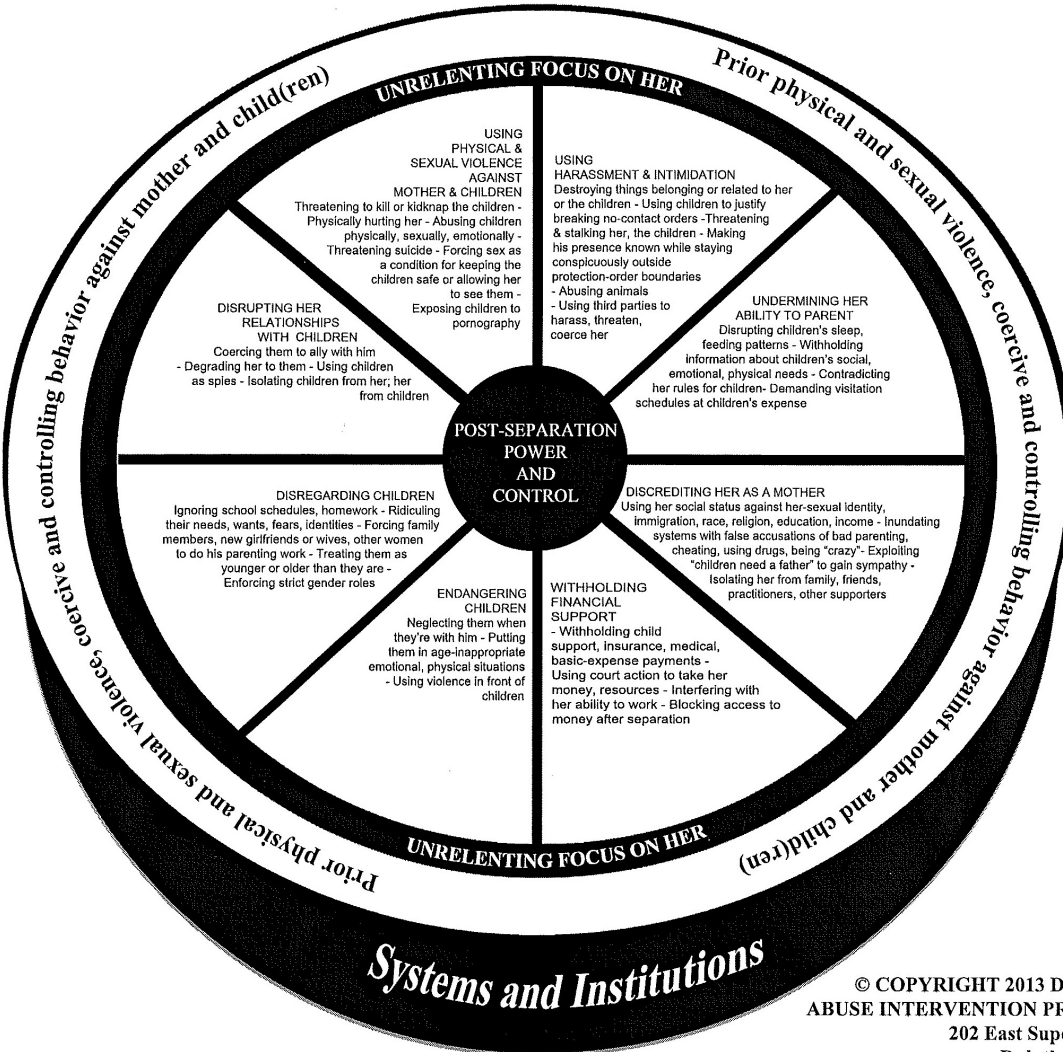 Prior physical and sexual violence, coercive and controlling behavior against mother and child(ren)
Prior physical and sexual violence, coercive and controlling behavior against mother and child(ren)
UNRELENTING FOCUS ON HER
USING
PHYSICAL &
SEXUAL VIOLENCE
AGAINST
MOTHER & CHILDREN
Threatening to kill or kidknap the children -
Physically hurting her - Abusing children
physically, sexually, emotionally -
Threatening suicide - Forcing sex as
a condition for keeping the
children safe or allowing her
to see them -
Exposing children to
pornography
USING
HARASSMENT & INTIMIDATION
Destroying things belonging or related to her
or the children - Using children to justify
breaking no-contact orders -Threatening
& stalking her, the children - Making
his presence known while staying
conspicuously outside
protection-order boundaries
- Abusing animals
- Using third parties to
harass, threaten,
coerce her
UNDERMINING HER
ABILITY TO PARENT
Disrupting children's sleep,
feeding patterns - Withholding
information about children's social,
emotional, physical needs - Contradicting
her rules for children- Demanding visitation
schedules at children's expense
DISCREDITING HER AS A MOTHER
Using her social status against her-sexual identity,
immigration, race, religion, education, income - Inundating
systems with false accusations of bad parenting,
cheating, using drugs, being "crazy"- Exploiting
"children need a father" to gain sympathy -
Isolating her from family, friends,
practitioners, other supporters
WITHHOLDING
FINANCIAL
SUPPORT
- Withholding child
support, insurance, medical,
basic-expense payments -
Using court action to take her
money, resources - Interfering with
her ability to work - Blocking access to
money after separation
ENDANGERING
CHILDREN
Neglecting them when
they're with him - Putting
them in age-inappropriate
emotional, physical situations
- Using violence in front of
children
DISREGARDING CHILDREN
Ignoring school schedules, homework - Ridiculing
their needs, wants, fears, identities - Forcing family
members, new girlfriends or wives, other women
to do his parenting work - Treating them as
younger or older than they are -
Enforcing strict gender roles
DISRUPTING HER
RELATIONSHIPS
WITH CHILDREN
Coercing them to ally with him
- Degrading her to them - Using children
as spies - Isolating children from her; her
from children
POST-SEPARATION
POWER
AND
CONTROL
UNRELENTING FOCUS ON HER
Systems and Institutions
© COPYRIGHT 2013 D
ABUSE INTERVENTION PR
202 East Sup